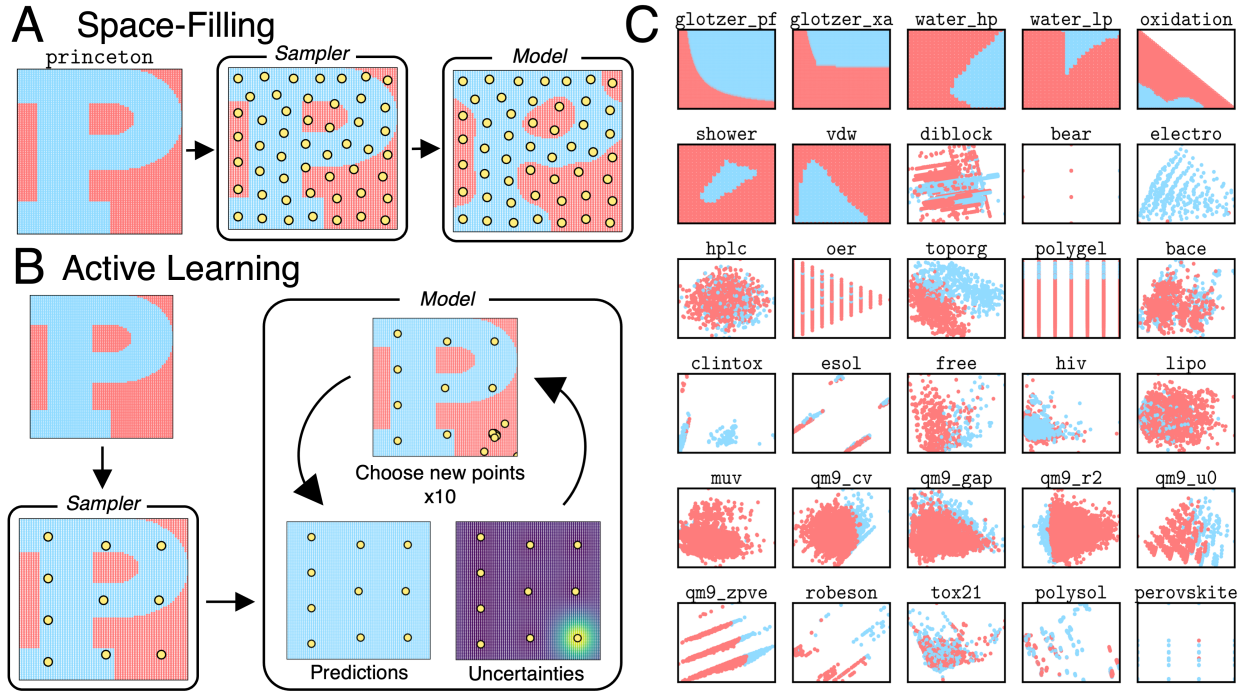 A Space-Filling
princeton
Sampler
Model
B Active Learning
Model
Choose new points
x10
Sampler
Predictions
Uncertainties
C
glotzer_pf glotzer_xa water_hp water_lp oxidation
shower vdw diblock bear electro
hplc oer toporg polygel bace
clintox esol free hiv lipo
muv qm9_cv qm9_gap qm9_r2 qm9_u0
qm9_zpve robeson tox21 polysol perovskite